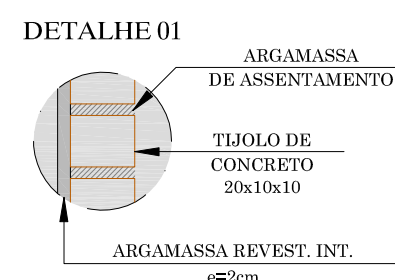 DETALHE 01
ARGAMASSA
DE ASSENTAMENTO
TIJOLO DE
CONCRETO
20x10x10
ARGAMASSA REVEST. INT.
e=2cm